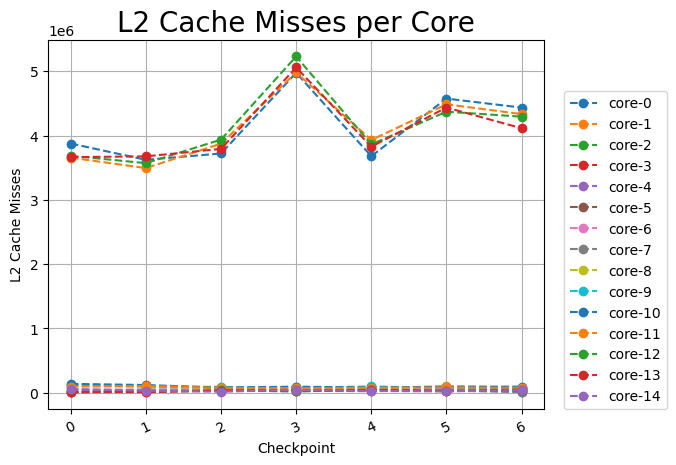 L2 Cache Misses per Core
1e6
5
4
3
2
1
0
L2 Cache Misses
0 1 2 3 4 5 6
Checkpoint
core-0
core-1
core-2
core-3
core-4
core-5
core-6
core-7
core-8
core-9
core-10
core-11
core-12
core-13
core-14